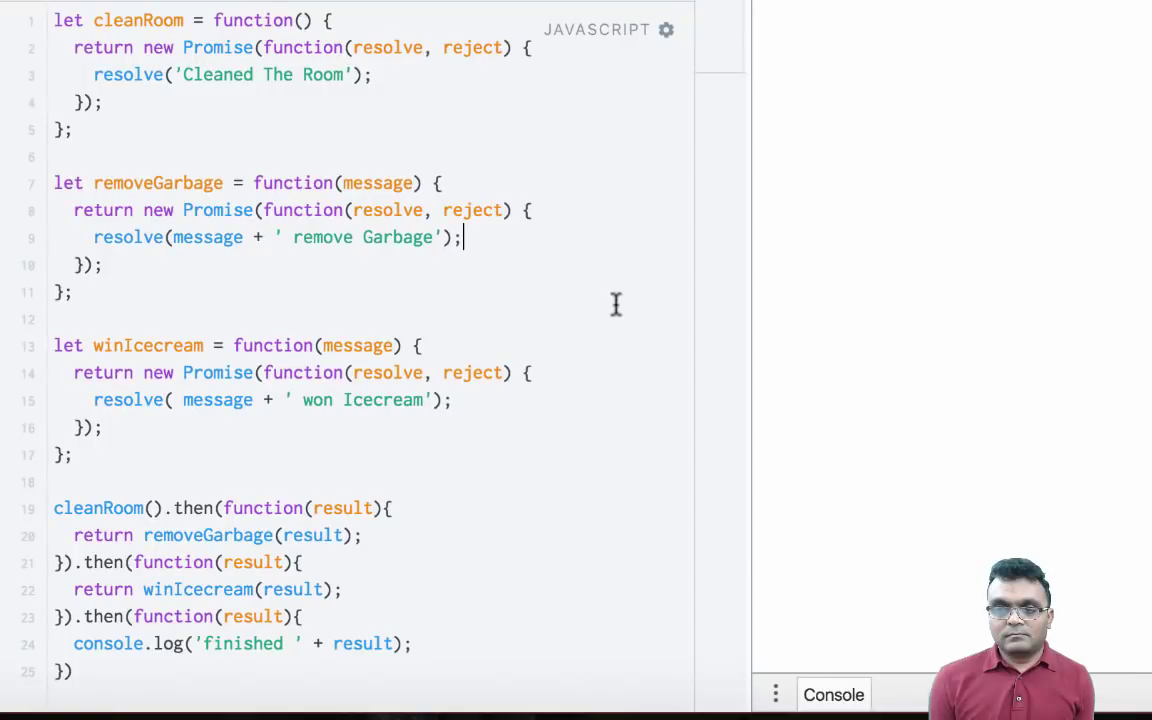 JAVASCRIPT
1 let cleanRoom = function() {
2 return new Promise(function(resolve, reject) {
3 resolve('Cleaned The Room');
4 });
5 };
6
7 let removeGarbage = function(message) {
8 return new Promise(function(resolve, reject) {
9 resolve(message + ' remove Garbage');
10 });
11 };
12
13 let winIcecream = function(message) {
14 return new Promise(function(resolve, reject) {
15 resolve( message + ' won Icecream');
16 });
17 };
18
19 cleanRoom().then(function(result){
20 return removeGarbage(result);
21 }).then(function(result){
22 return winIcecream(result);
23 }).then(function(result){
24 console.log('finished ' + result);
25 })
Console